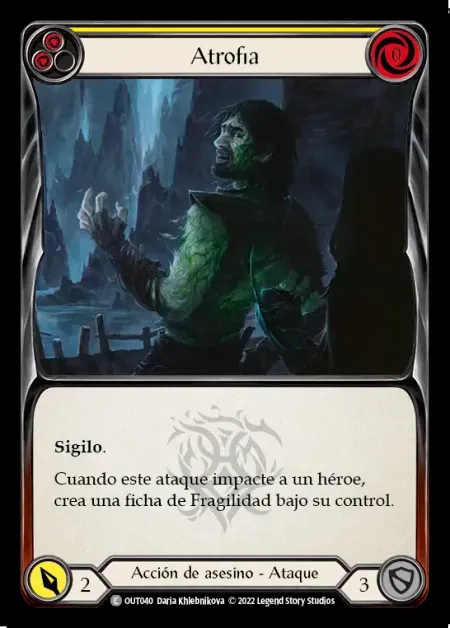 0
Atrofia
Sigilo.
Cuando este ataque impacte a un héroe,
crea una ficha de Fragilidad bajo su control.
2
Acción de asesino - Ataque
3
C OUT040 Daria Khlebnikova © 2022 Legend Story Studios